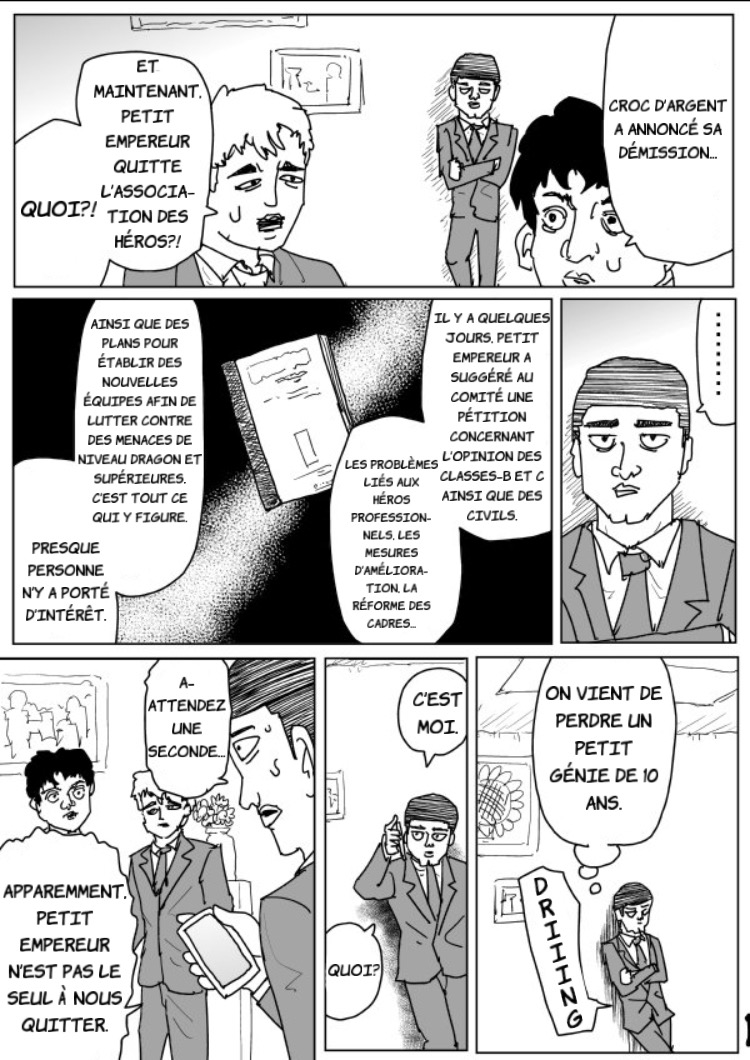 CROC D'ARGENT
A ANNONCÉ SA
DÉMISSION...
ET
MAINTENANT,
PETIT
EMPEREUR
QUITTE
L'ASSOCIA-
TION DES
HÉROS?!
QUOI?!
.........
IL Y A QUELQUES
JOURS, PETIT
EMPEREUR A
SUGGÉRÉ AU
COMITÉ UNE
PÉTITION
CONCERNANT
L'OPINION DES
CLASSES-B ET C
AINSI QUE DES
CIVILS.
LES PROBLÈMES
LIÉS AUX
HÉROS
PROFESSION-
NELS, LES
MESURES
D'AMÉLIORA-
TION, LA
RÉFORME DES
CADRES...
AINSI QUE DES
PLANS POUR
ÉTABLIR DES
NOUVELLES
ÉQUIPES AFIN DE
LUTTER CONTRE
DES MENACES DE
NIVEAU DRAGON ET
SUPÉRIEURES.
C'EST TOUT CE
QUI Y FIGURE.
PRESQUE
PERSONNE
N'Y A PORTÉ
D'INTÉRÊT.
ON VIENT DE
PERDRE UN
PETIT
GÉNIE DE 10
ANS.
DRIIING
C'EST
MOI.
QUOI?
A-
ATTENDEZ
UNE
SECONDE...
APPAREMMENT,
PETIT
EMPEREUR
N'EST PAS LE
SEUL À NOUS
QUITTER.